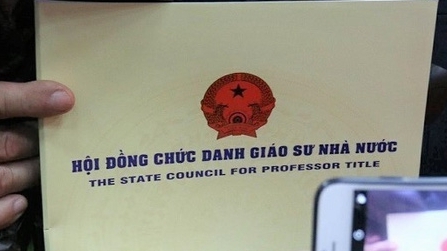 HỘI ĐỒNG CHỨC DANH GIÁO SƯ NHÀ NƯỚC
THE STATE COUNCIL FOR PROFESSOR TITLE